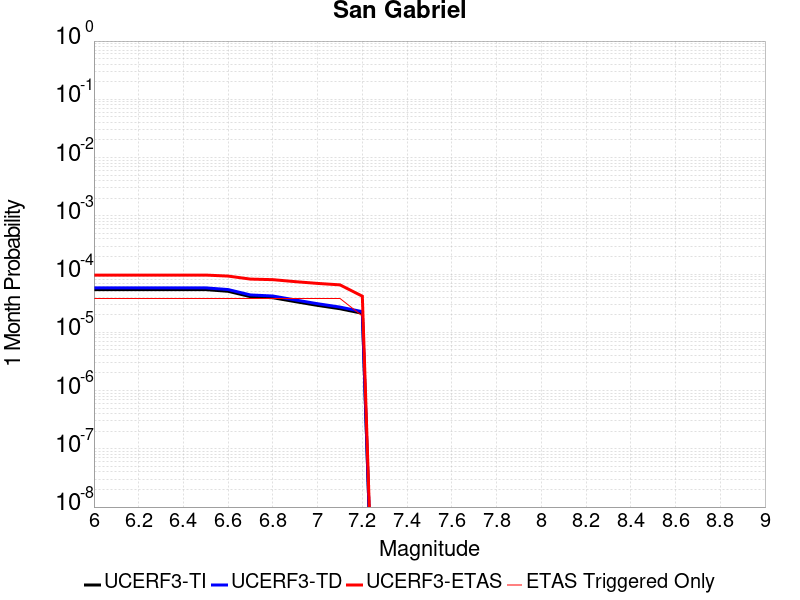 San Gabriel
1 Month Probability
10^0
10^-1
10^-2
10^-3
10^-4
10^-5
10^-6
10^-7
10^-8
6 6.2 6.4 6.6 6.8 7 7.2 7.4 7.6 7.8 8 8.2 8.4 8.6 8.8 9
Magnitude
UCERF3-TI UCERF3-TD UCERF3-ETAS ETAS Triggered Only